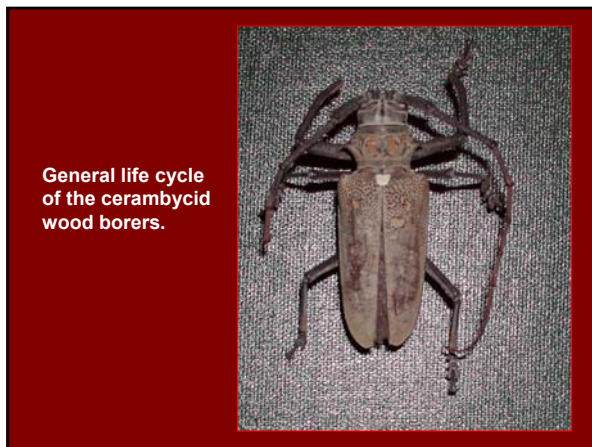 General life cycle
of the cerambycid
wood borers.